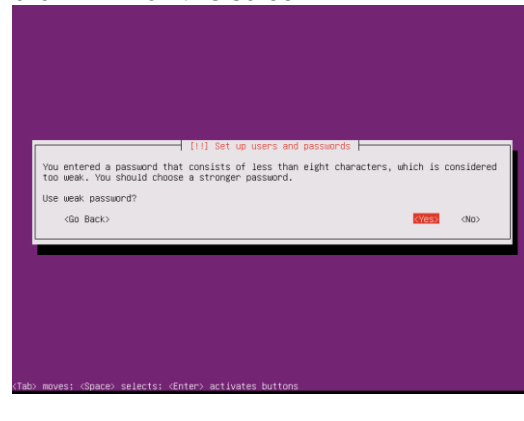 [!!] Set up users and passwords
You entered a password that consists of less than eight characters, which is considered
too weak. You should choose a stronger password.
Use weak password?
<Go Back> <Yes> <No>
<Tab> moves; <Space> selects; <Enter> activates buttons